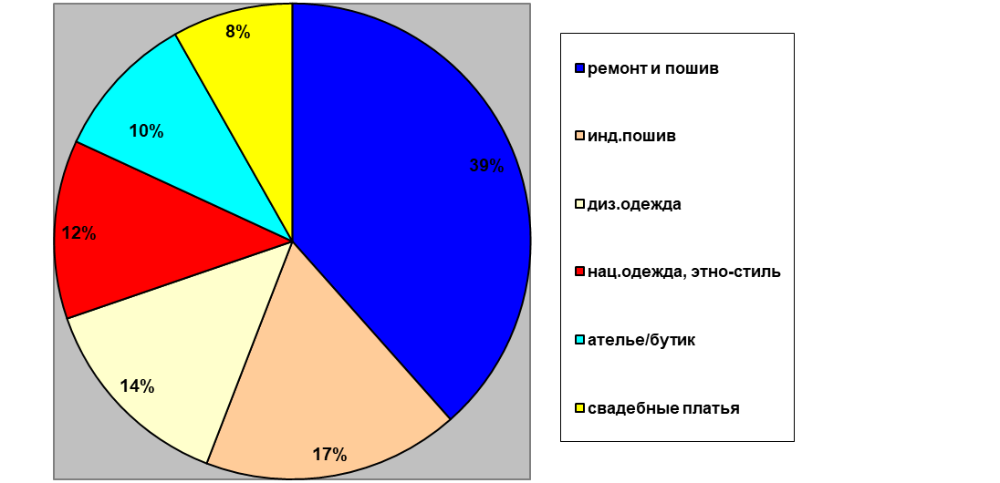 8%
10%
39%
12%
14%
17%
ремонт и пошив
инд.пошив
диз.одежда
нац.одежда, этно-стиль
ателье/бутик
свадебные платья